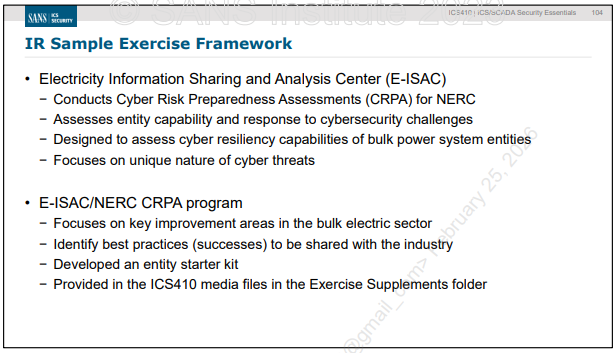 © SANS Institute 2026
SANS ICS SECURITY
ICS410 | ICS/SCADA Security Essentials 104
IR Sample Exercise Framework
• Electricity Information Sharing and Analysis Center (E-ISAC)
– Conducts Cyber Risk Preparedness Assessments (CRPA) for NERC
– Assesses entity capability and response to cybersecurity challenges
– Designed to assess cyber resiliency capabilities of bulk power system entities
– Focuses on unique nature of cyber threats
• E-ISAC/NERC CRPA program
– Focuses on key improvement areas in the bulk electric sector
– Identify best practices (successes) to be shared with the industry
– Developed an entity starter kit
– Provided in the ICS410 media files in the Exercise Supplements folder
@gmail_com> February 25, 2026